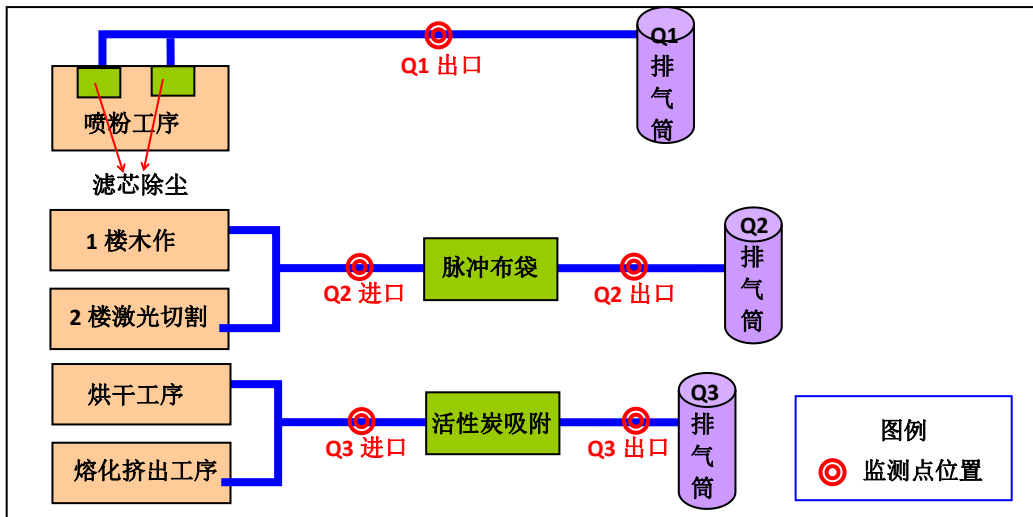 Q1
排
气
筒
Q1 出口
喷粉工序
滤芯除尘
1 楼木作
2 楼激光切割
Q2 进口
脉冲布袋
Q2 出口
Q2
排
气
筒
烘干工序
熔化挤出工序
Q3 进口
活性炭吸附
Q3 出口
Q3
排
气
筒
图例
监测点位置